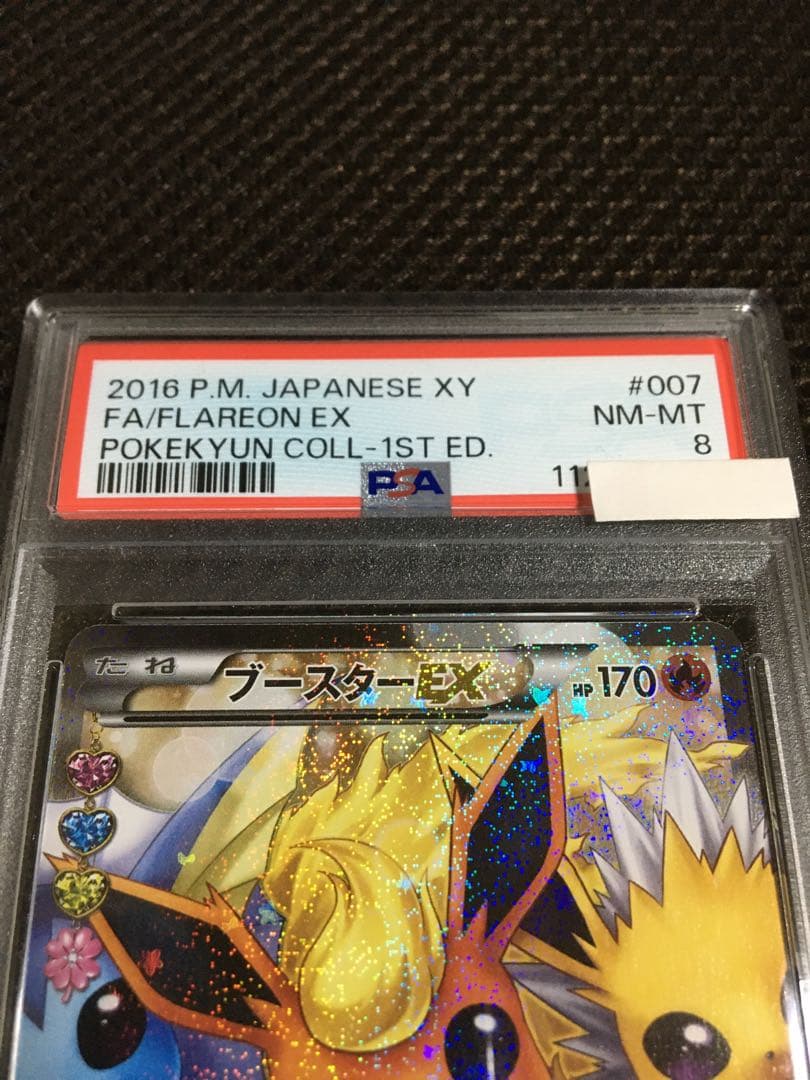 2016 P.M. JAPANESE XY #007
FA/FLAREON EX NM-MT
POKEKYUN COLL-1ST ED. 8
PSA 11
たね ブースターEX HP 170